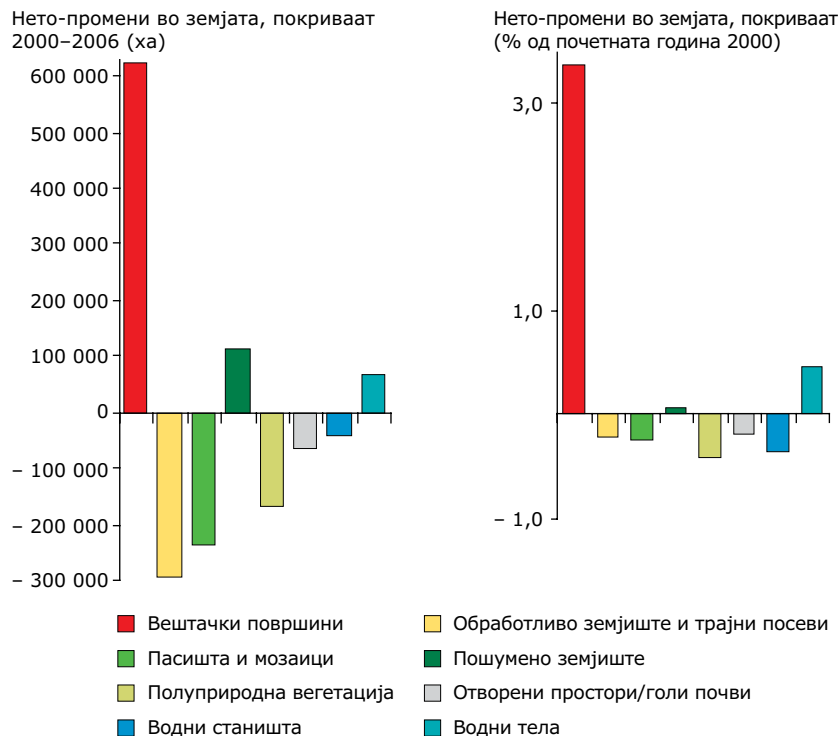 Нето-промени во земјата, покриваат
2000–2006 (ха)
600 000
500 000
400 000
300 000
200 000
100 000
0
– 100 000
– 200 000
– 300 000
Нето-промени во земјата, покриваат
(% од почетната година 2000)
3,0
1,0
– 1,0
Вештачки површини
Обработливо земјиште и трајни посеви
Пасишта и мозаици
Пошумено земјиште
Полуприродна вегетација
Отворени простори/голи почви
Водни станишта
Водни тела